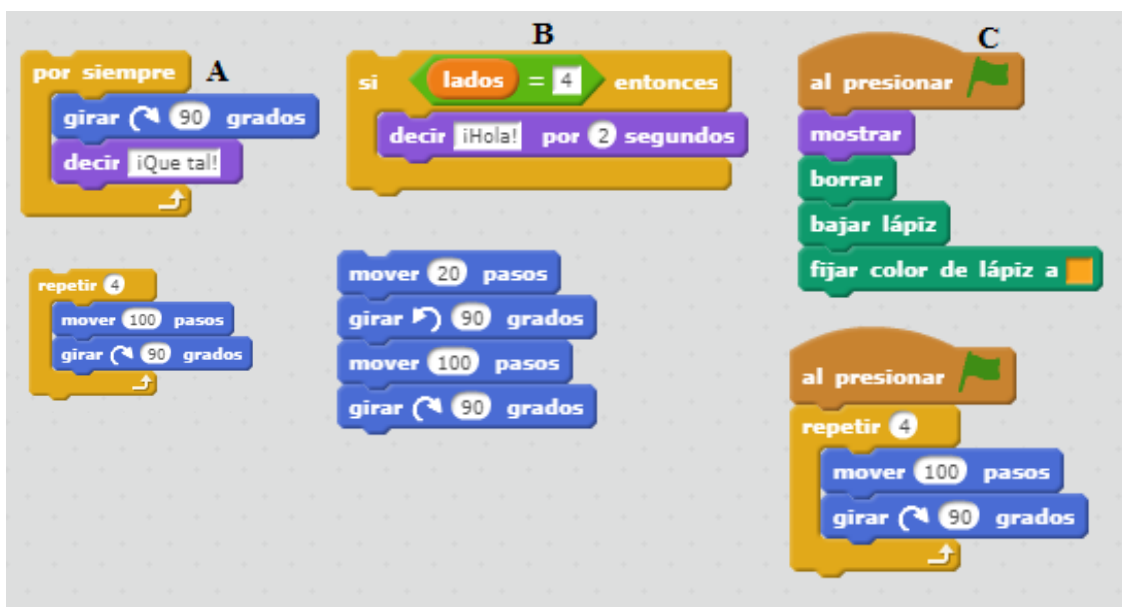 A
por siempre
girar 90 grados
decir ¡Que tal!
repetir 4
mover 100 pasos
girar 90 grados
B
si lados = 4 entonces
decir ¡Hola! por 2 segundos
mover 20 pasos
girar 90 grados
mover 100 pasos
girar 90 grados
C
al presionar
mostrar
borrar
bajar lápiz
fijar color de lápiz a
al presionar
repetir 4
mover 100 pasos
girar 90 grados